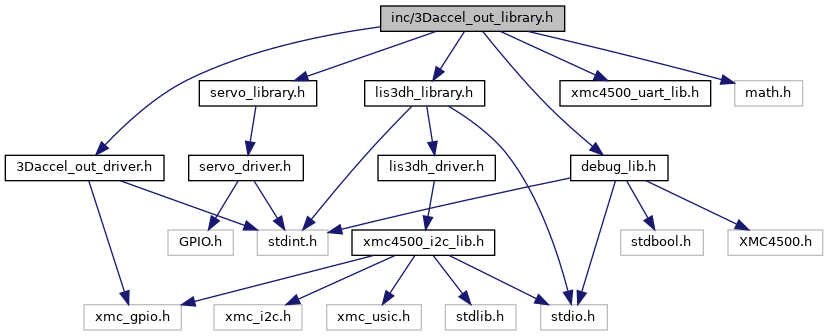 inc/3Daccel_out_library.h
servo_library.h
lis3dh_library.h
xmc4500_uart_lib.h
math.h
3Daccel_out_driver.h
servo_driver.h
lis3dh_driver.h
debug_lib.h
GPIO.h
stdint.h
xmc4500_i2c_lib.h
stdbool.h
XMC4500.h
xmc_gpio.h
xmc_i2c.h
xmc_usic.h
stdlib.h
stdio.h